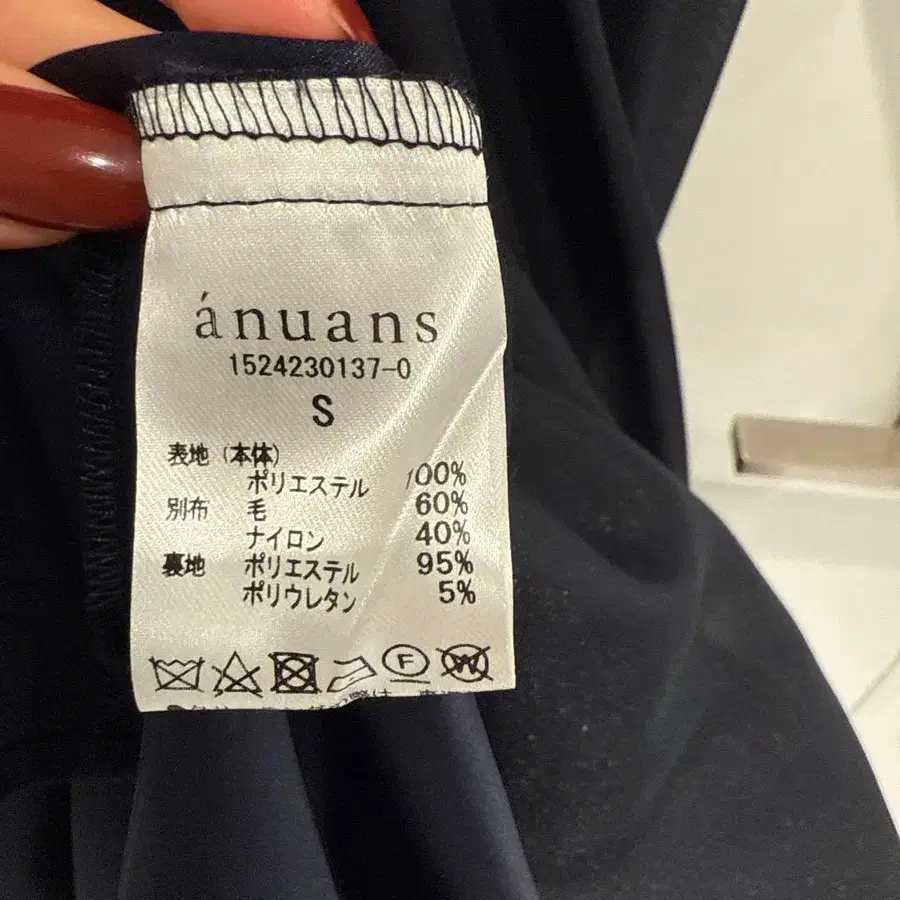 ánuans
1524230137-0
S
表地(本体)
ポリエステル 100%
別布 毛 60%
ナイロン 40%
裏地 ポリエステル 95%
ポリウレタン 5%
F W